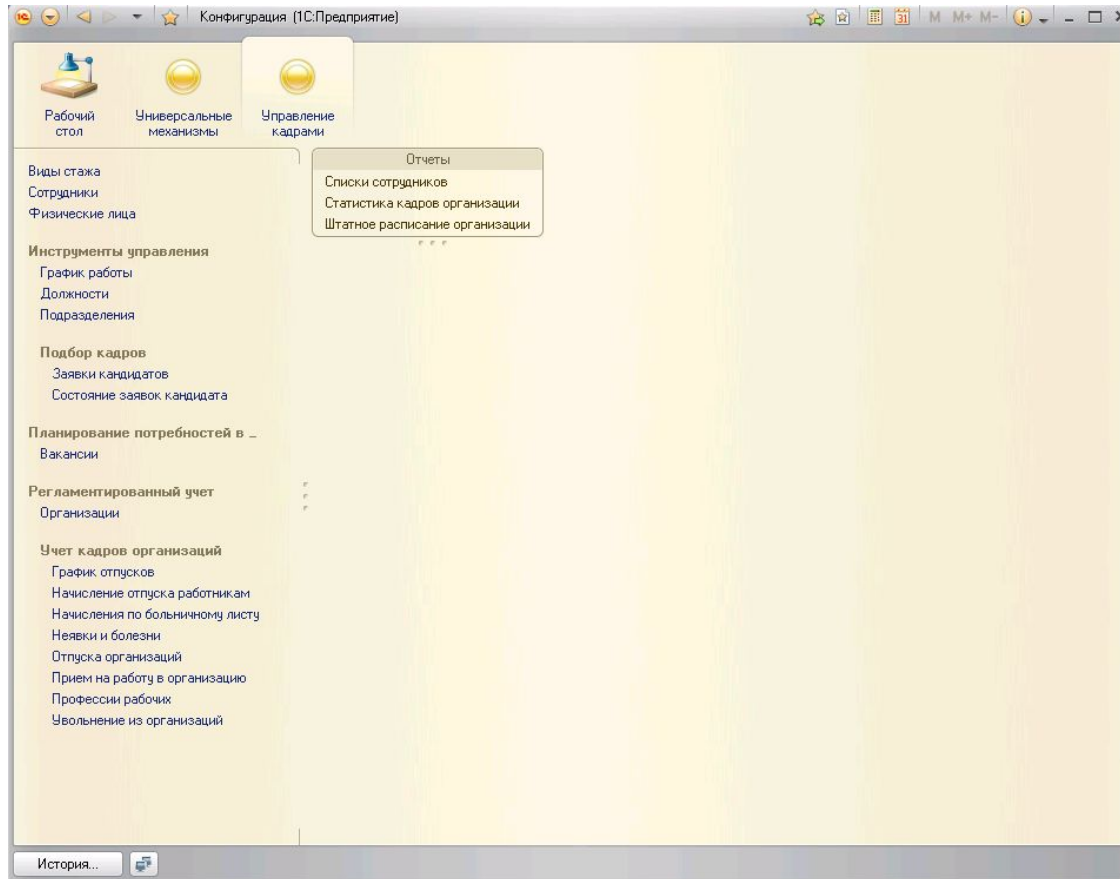 1С Конфигурация (1С:Предприятие) 31 M M+ M-
Рабочий
стол
Универсальные
механизмы
Управление
кадрами
Виды стажа
Сотрудники
Физические лица
Инструменты управления
График работы
Должности
Подразделения
Подбор кадров
Заявки кандидатов
Состояние заявок кандидата
Планирование потребностей в ...
Вакансии
Регламентированный учет
Организации
Учет кадров организаций
График отпусков
Начисление отпуска работникам
Начисления по больничному листу
Неявки и болезни
Отпуска организаций
Прием на работу в организацию
Профессии рабочих
Увольнение из организаций
Отчеты
Списки сотрудников
Статистика кадров организации
Штатное расписание организации
История...